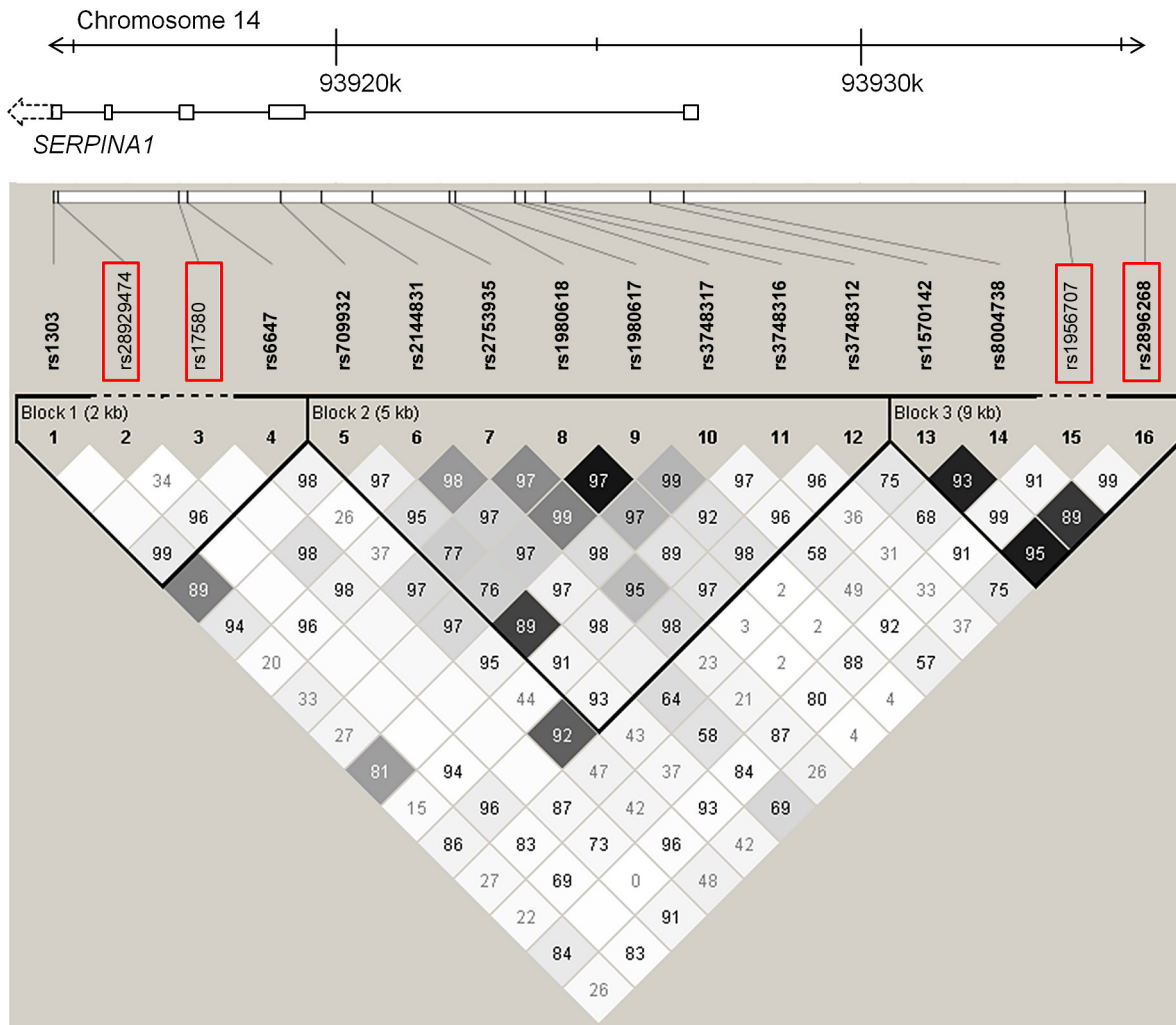 Chromosome 14
93920k 93930k
SERPINA1
rs1303 rs28929474 rs17580 rs6647 rs709932 rs2144831 rs2753935 rs1980618 rs1980617 rs3748317 rs3748316 rs3748312 rs1570142 rs8004738 rs1956707 rs2896268
Block 1 (2 kb) Block 2 (5 kb) Block 3 (9 kb)
1 2 3 4 5 6 7 8 9 10 11 12 13 14 15 16
34 98 97 98 97 97 99 97 96 75 93 91 99
96 26 95 97 99 97 92 96 36 68 99 89
99 98 37 77 97 98 89 98 58 31 91 95
89 98 97 76 97 95 97 2 49 33 75
94 96 97 89 98 98 3 2 92 37
20 95 91 23 2 88 57
33 44 93 64 21 80 4
27 92 43 58 87 4
81 94 47 37 84 26
15 96 87 42 93 69
86 83 73 96 42
27 69 0 48
22 91
84 83
26